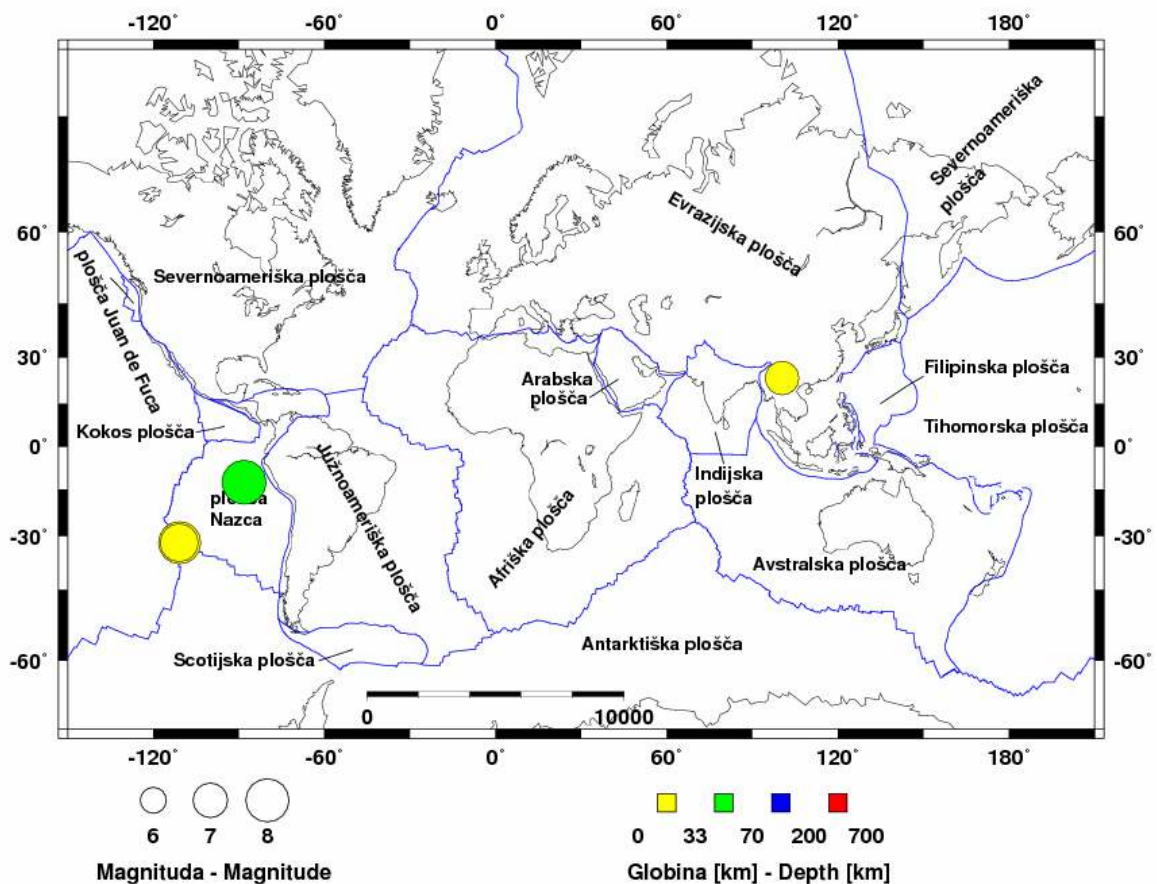 -120° -60° 0° 60° 120° 180°
Severnoameriška
plošča
Evrazijska plošča
60° 60°
plošča Juan de Fuca
Severnoameriška plošča
30° 30°
Arabska
plošča
Filipinska plošča
Kokos plošča
Tihomorska plošča
0° 0°
Južnoameriška plošča
Indijska
plošča
plošča
Nazca
Afriška plošča
-30° -30°
Avstralska plošča
Antarktiška plošča
Scotijska plošča
-60° -60°
0 10000
-120° -60° 0° 60° 120° 180°
6 7 8
0 33 70 200 700
Magnituda - Magnitude
Globina [km] - Depth [km]